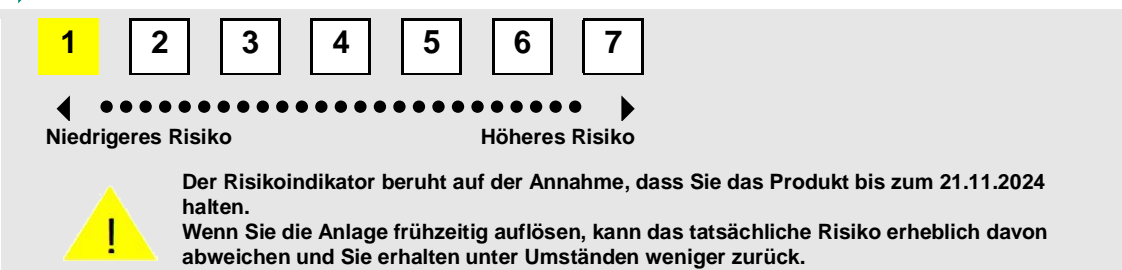 1 2 3 4 5 6 7
Niedrigeres Risiko Höheres Risiko
Der Risikoindikator beruht auf der Annahme, dass Sie das Produkt bis zum 21.11.2024
halten.
Wenn Sie die Anlage frühzeitig auflösen, kann das tatsächliche Risiko erheblich davon
abweichen und Sie erhalten unter Umständen weniger zurück.
!